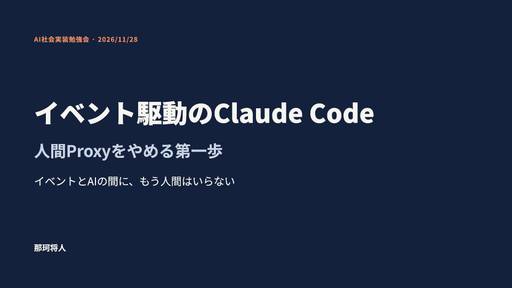 AI社会実装勉強会 · 2026/11/28
イベント駆動のClaude Code
人間Proxyをやめる第一歩
イベントとAIの間に、もう人間はいらない
那珂将人